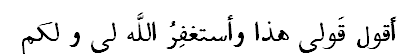 أقول قَولي هذا وأستغفِرُ اللَّه لي و لكم